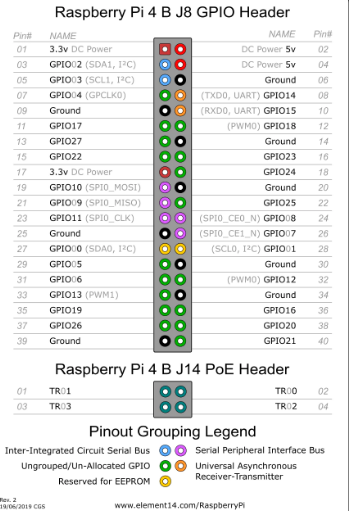 Raspberry Pi 4 B J8 GPIO Header
Pin# NAME NAME Pin#
01 3.3v DC Power DC Power 5v 02
03 GPIO02 (SDA1, I²C) DC Power 5v 04
05 GPIO03 (SCL1, I²C) Ground 06
07 GPIO04 (GPCLK0) (TXD0, UART) GPIO14 08
09 Ground (RXD0, UART) GPIO15 10
11 GPIO17 (PWM0) GPIO18 12
13 GPIO27 Ground 14
15 GPIO22 GPIO23 16
17 3.3v DC Power GPIO24 18
19 GPIO10 (SPI0_MOSI) Ground 20
21 GPIO09 (SPI0_MISO) GPIO25 22
23 GPIO11 (SPI0_CLK) (SPI0_CE0_N) GPIO08 24
25 Ground (SPI0_CE1_N) GPIO07 26
27 GPIO00 (SDA0, I²C) (SCL0, I²C) GPIO01 28
29 GPIO05 Ground 30
31 GPIO06 (PWM0) GPIO12 32
33 GPIO13 (PWM1) Ground 34
35 GPIO19 GPIO16 36
37 GPIO26 GPIO20 38
39 Ground GPIO21 40
Raspberry Pi 4 B J14 PoE Header
01 TR01 TR00 02
03 TR03 TR02 04
Pinout Grouping Legend
Inter-Integrated Circuit Serial Bus Serial Peripheral Interface Bus
Ungrouped/Un-Allocated GPIO Universal Asynchronous
Reserved for EEPROM Receiver-Transmitter
Rev. 2
19/06/2019 CGS www.element14.com/RaspberryPi